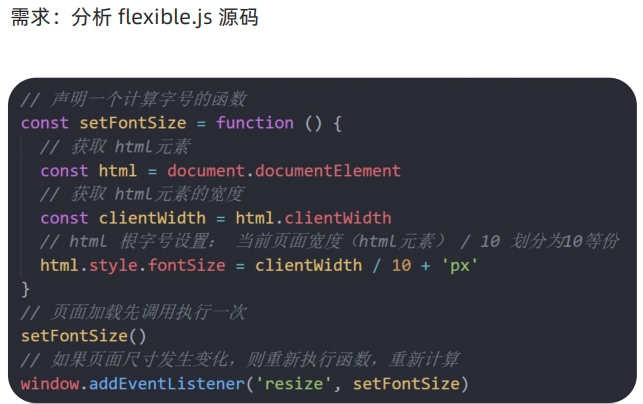 需求：分析 flexible.js 源码
// 声明一个计算字号的函数
const setFontSize = function () {
// 获取 html元素
const html = document.documentElement
// 获取 html元素的宽度
const clientWidth = html.clientWidth
// html 根字号设置： 当前页面宽度（html元素） / 10 划分为10等份
html.style.fontSize = clientWidth / 10 + 'px'
}
// 页面加载先调用执行一次
setFontSize()
// 如果页面尺寸发生变化，则重新执行函数，重新计算
window.addEventListener('resize', setFontSize)